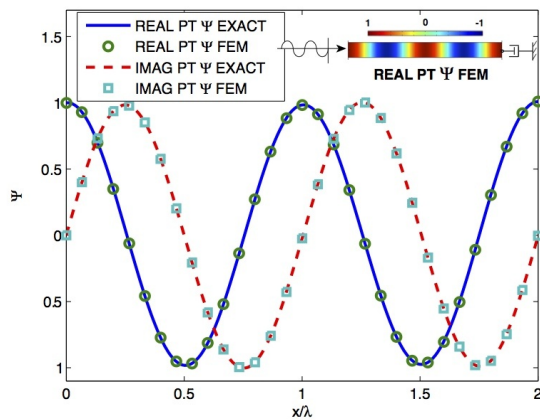 REAL PT Ψ EXACT
REAL PT Ψ FEM
IMAG PT Ψ EXACT
IMAG PT Ψ FEM
1 0 -1
REAL PT Ψ FEM
1.5
1
0.5
0
0.5
1
Ψ
0 0.5 1 1.5 2
x/λ